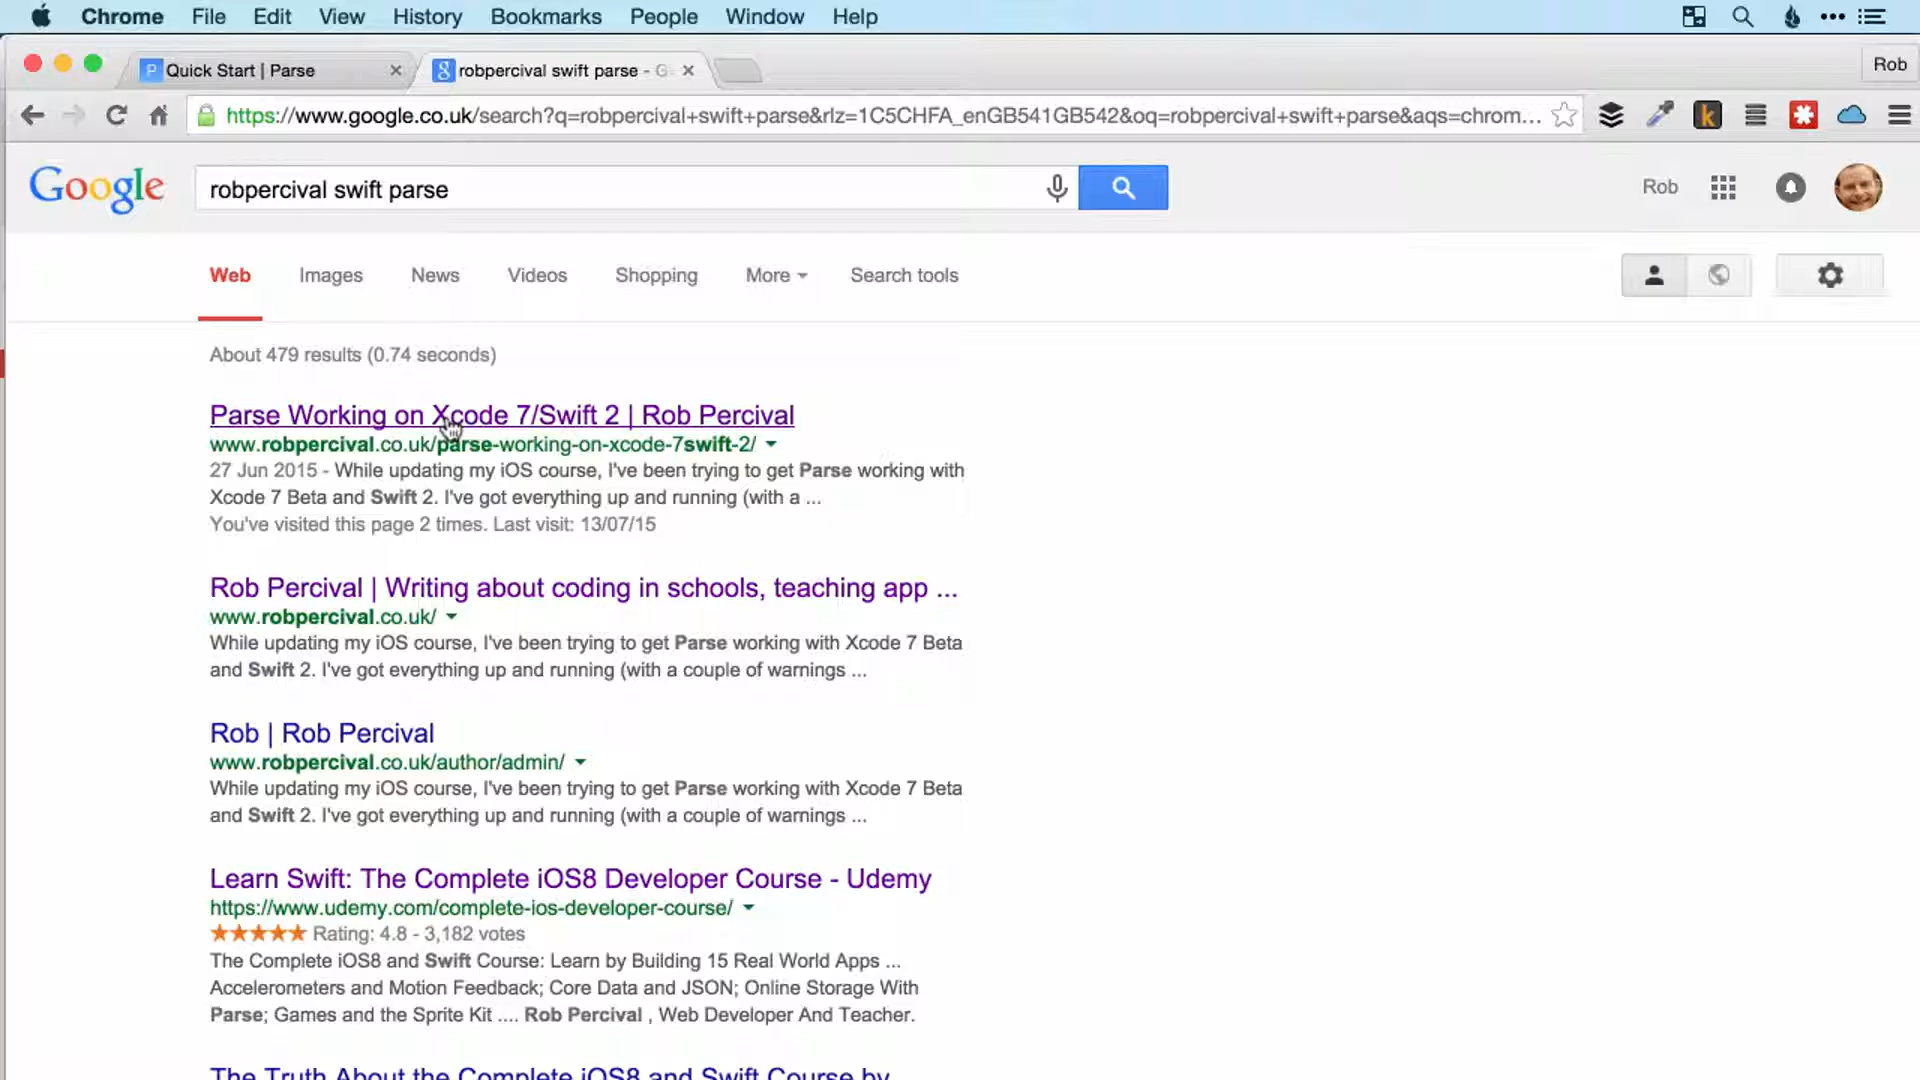 Chrome File Edit View History Bookmarks People Window Help
Quick Start | Parse
robpercival swift parse - G
Rob
https://www.google.co.uk/search?q=robpercival+swift+parse&rlz=1C5CHFA_enGB541GB542&oq=robpercival+swift+parse&aqs=chrom...
Google
robpercival swift parse
Rob
Web Images News Videos Shopping More Search tools
About 479 results (0.74 seconds)
Parse Working on Xcode 7/Swift 2 | Rob Percival
www.robpercival.co.uk/parse-working-on-xcode-7swift-2/
27 Jun 2015 - While updating my iOS course, I've been trying to get Parse working with
Xcode 7 Beta and Swift 2. I've got everything up and running (with a ...
You've visited this page 2 times. Last visit: 13/07/15
Rob Percival | Writing about coding in schools, teaching app ...
www.robpercival.co.uk/
While updating my iOS course, I've been trying to get Parse working with Xcode 7 Beta
and Swift 2. I've got everything up and running (with a couple of warnings ...
Rob | Rob Percival
www.robpercival.co.uk/author/admin/
While updating my iOS course, I've been trying to get Parse working with Xcode 7 Beta
and Swift 2. I've got everything up and running (with a couple of warnings ...
Learn Swift: The Complete iOS8 Developer Course - Udemy
https://www.udemy.com/complete-ios-developer-course/
Rating: 4.8 - 3,182 votes
The Complete iOS8 and Swift Course: Learn by Building 15 Real World Apps ...
Accelerometers and Motion Feedback; Core Data and JSON; Online Storage With
Parse; Games and the Sprite Kit .... Rob Percival , Web Developer And Teacher.
The Truth About the Complete iOS8 and Swift Course by